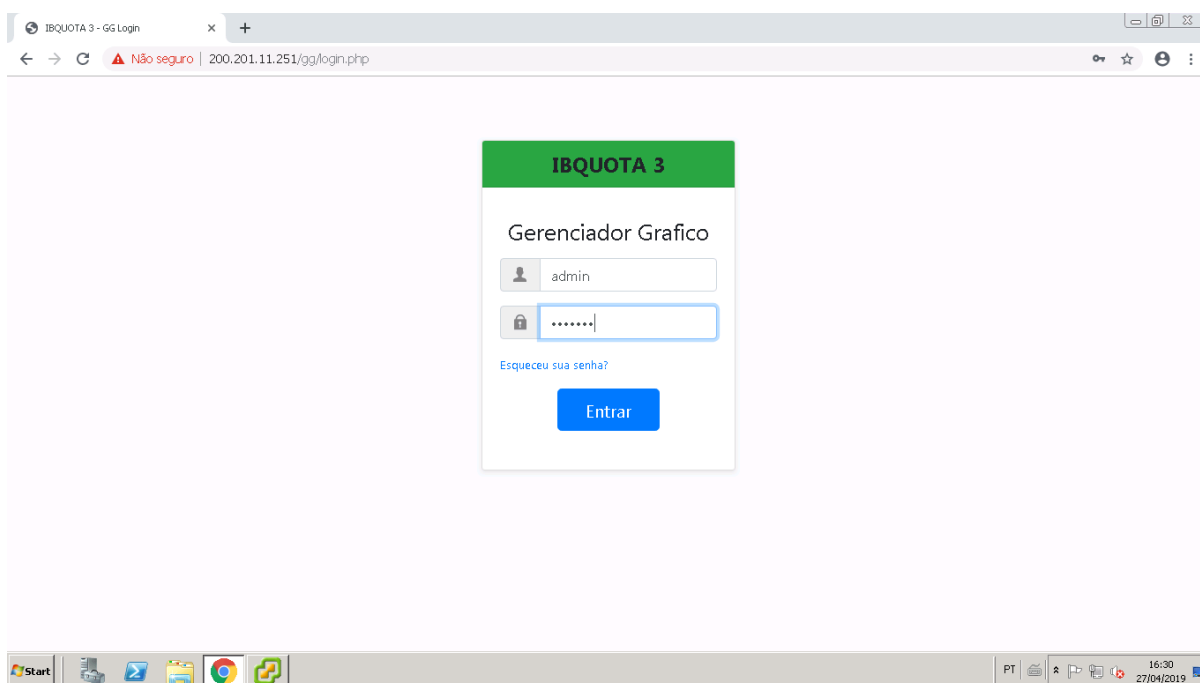 IBQUOTA 3 - GG Login
Não seguro | 200.201.11.251/gg/login.php
IBQUOTA 3
Gerenciador Grafico
admin
•••••••
Esqueceu sua senha?
Entrar
Start
PT
16:30
27/04/2019